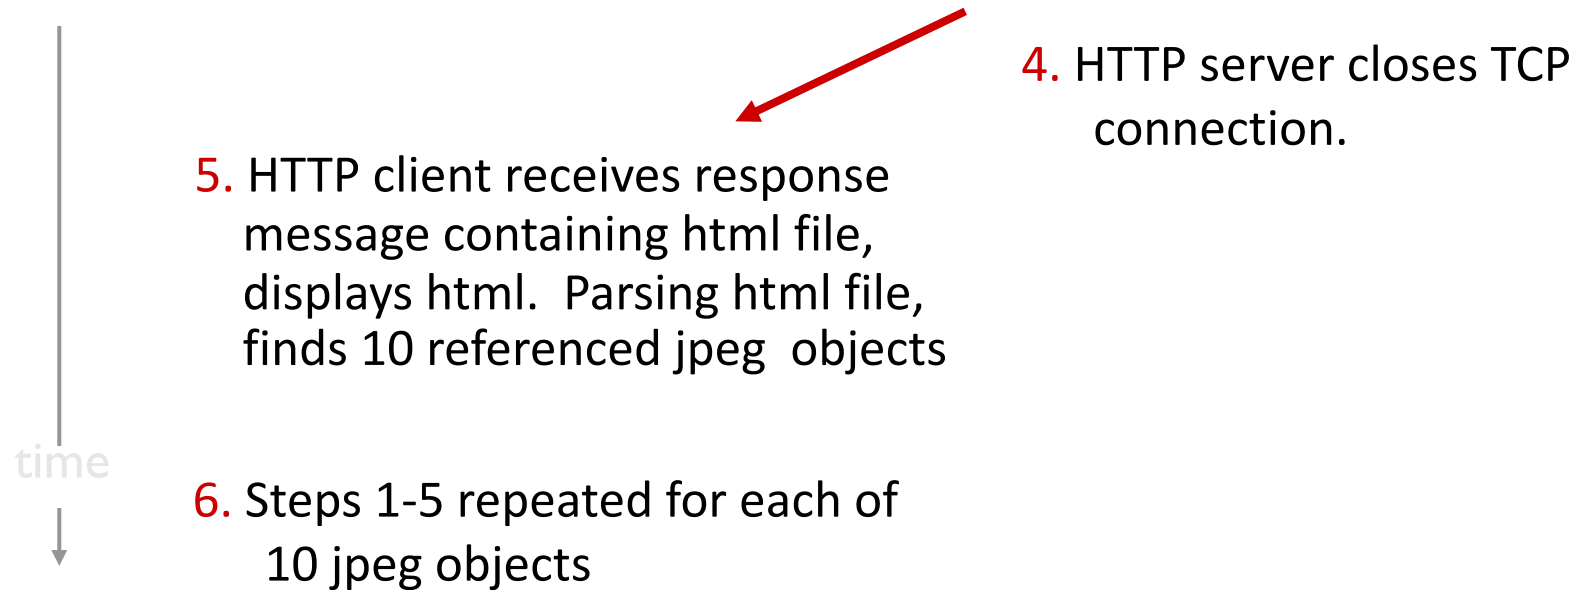 4. HTTP server closes TCP
connection.
5. HTTP client receives response
message containing html file,
displays html.  Parsing html file,
finds 10 referenced jpeg  objects
time
6. Steps 1-5 repeated for each of
10 jpeg objects